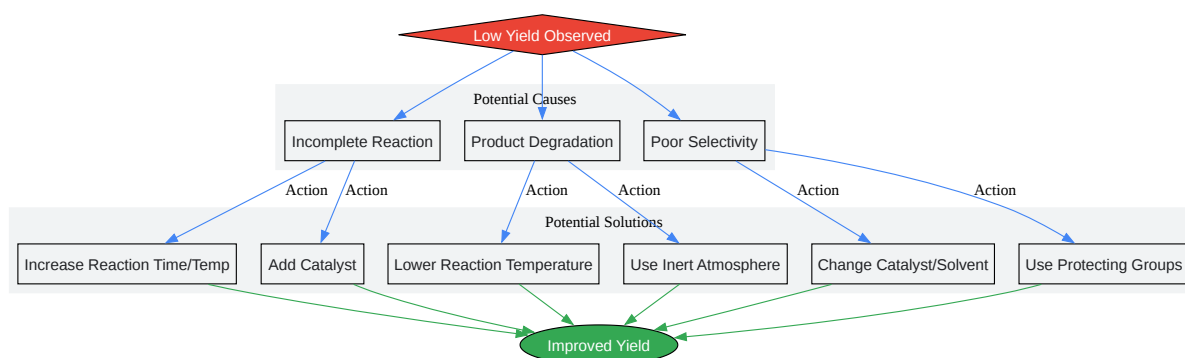 Low Yield Observed
Potential Causes
Incomplete Reaction
Product Degradation
Poor Selectivity
Action
Action
Action
Action
Action
Action
Potential Solutions
Increase Reaction Time/Temp
Add Catalyst
Lower Reaction Temperature
Use Inert Atmosphere
Change Catalyst/Solvent
Use Protecting Groups
Improved Yield